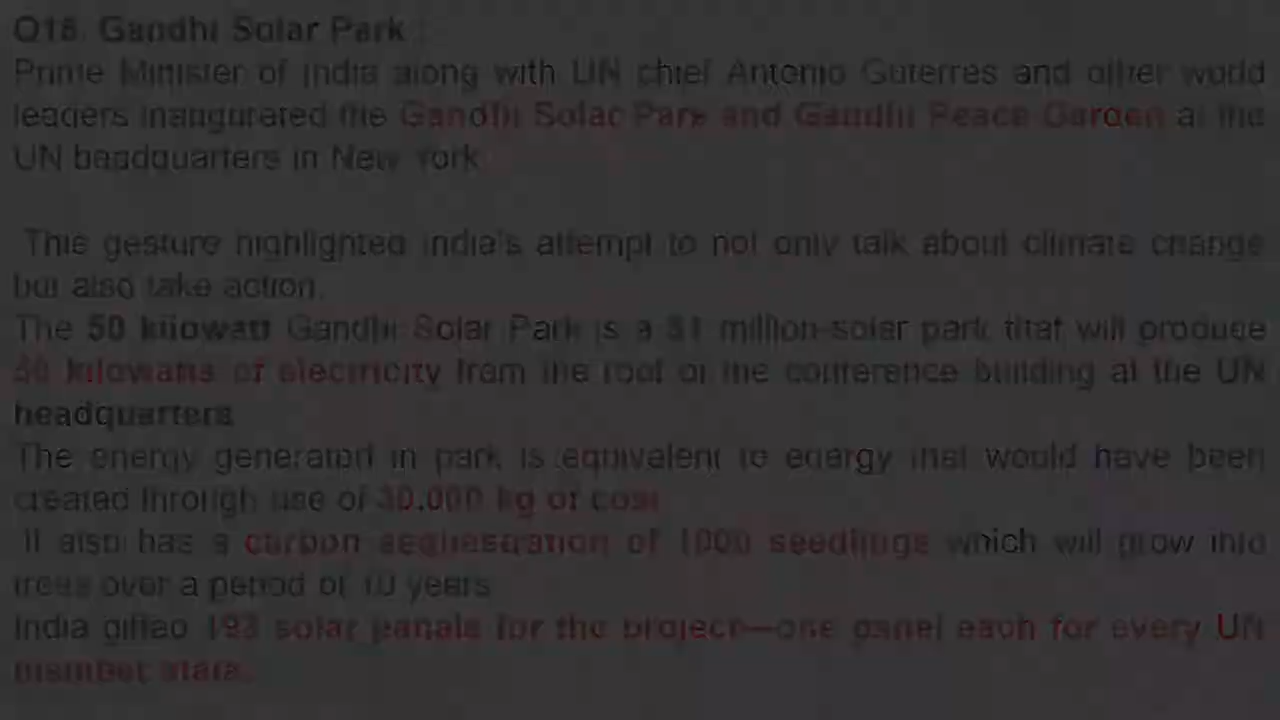 Q18. Gandhi Solar Park :
Prime Minister of India along with UN chief Antonio Guterres and other world
leaders inaugurated the Gandhi Solar Park and Gandhi Peace Garden at the
UN headquarters in New York.
This gesture highlighted India's attempt to not only talk about climate change
but also take action.
The 50 kilowatt Gandhi Solar Park is a $1 million-solar park that will produce
50 kilowatts of electricity from the roof of the conference building at the UN
headquarters
The energy generated in park is equivalent to energy that would have been
created through use of 30,000 kg of coal
It also has a carbon sequestration of 1000 seedlings which will grow into
trees over a period of 10 years
India gifted 193 solar panels for the project—one panel each for every UN
member state.